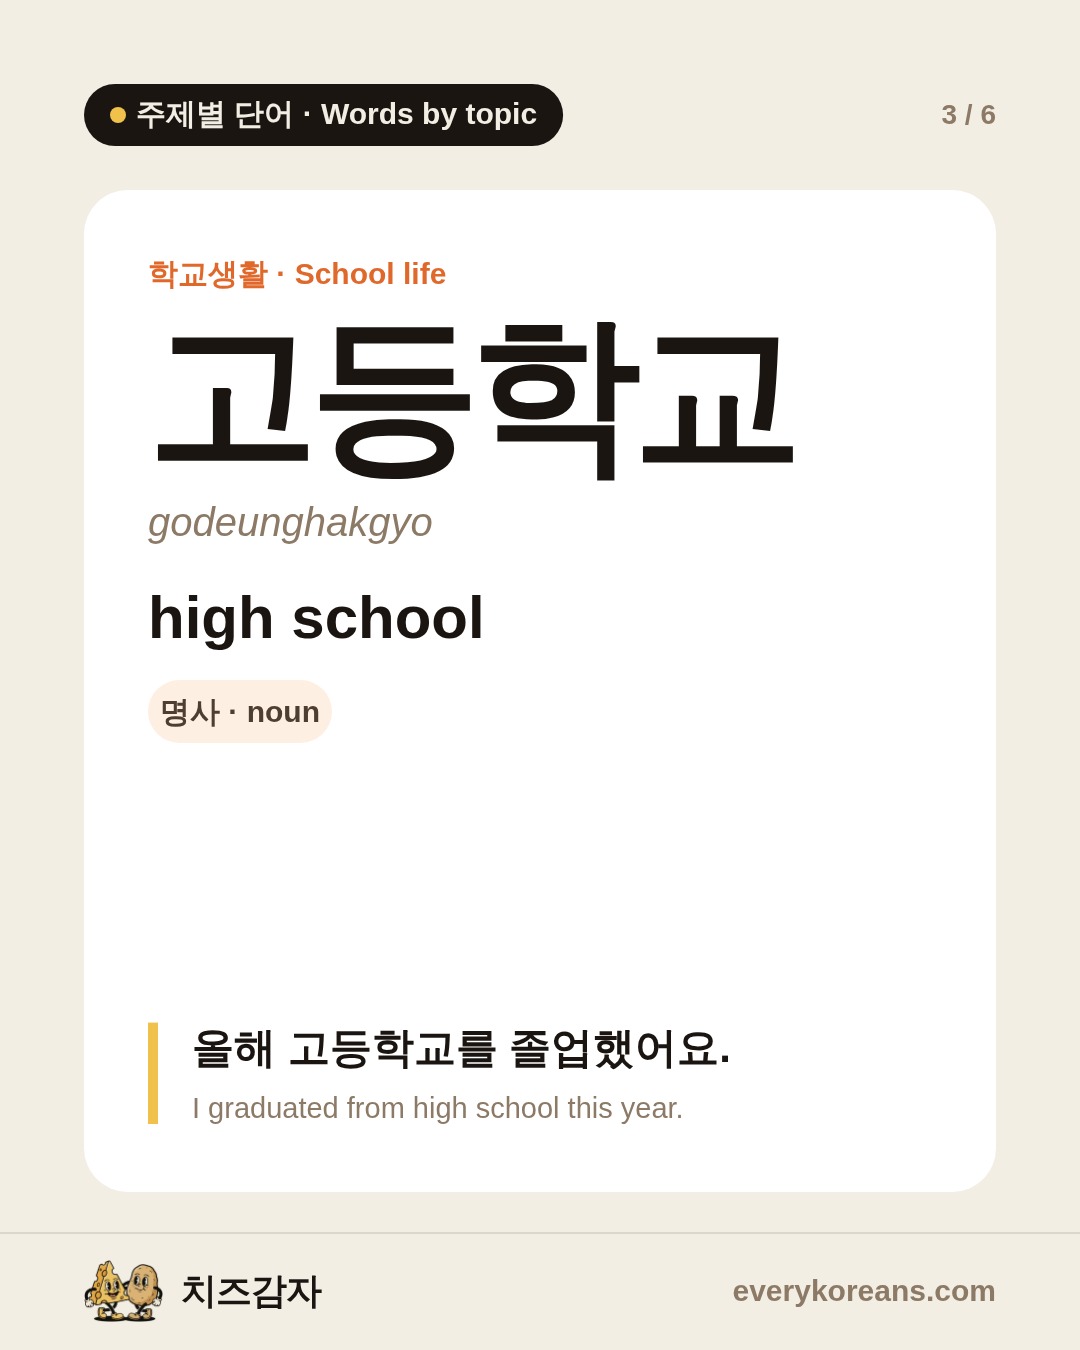 주제별 단어 · Words by topic
3 / 6
학교생활 · School life
고등학교
godeunghakgyo
high school
명사 · noun
올해 고등학교를 졸업했어요.
I graduated from high school this year.
치즈감자
everykoreans.com